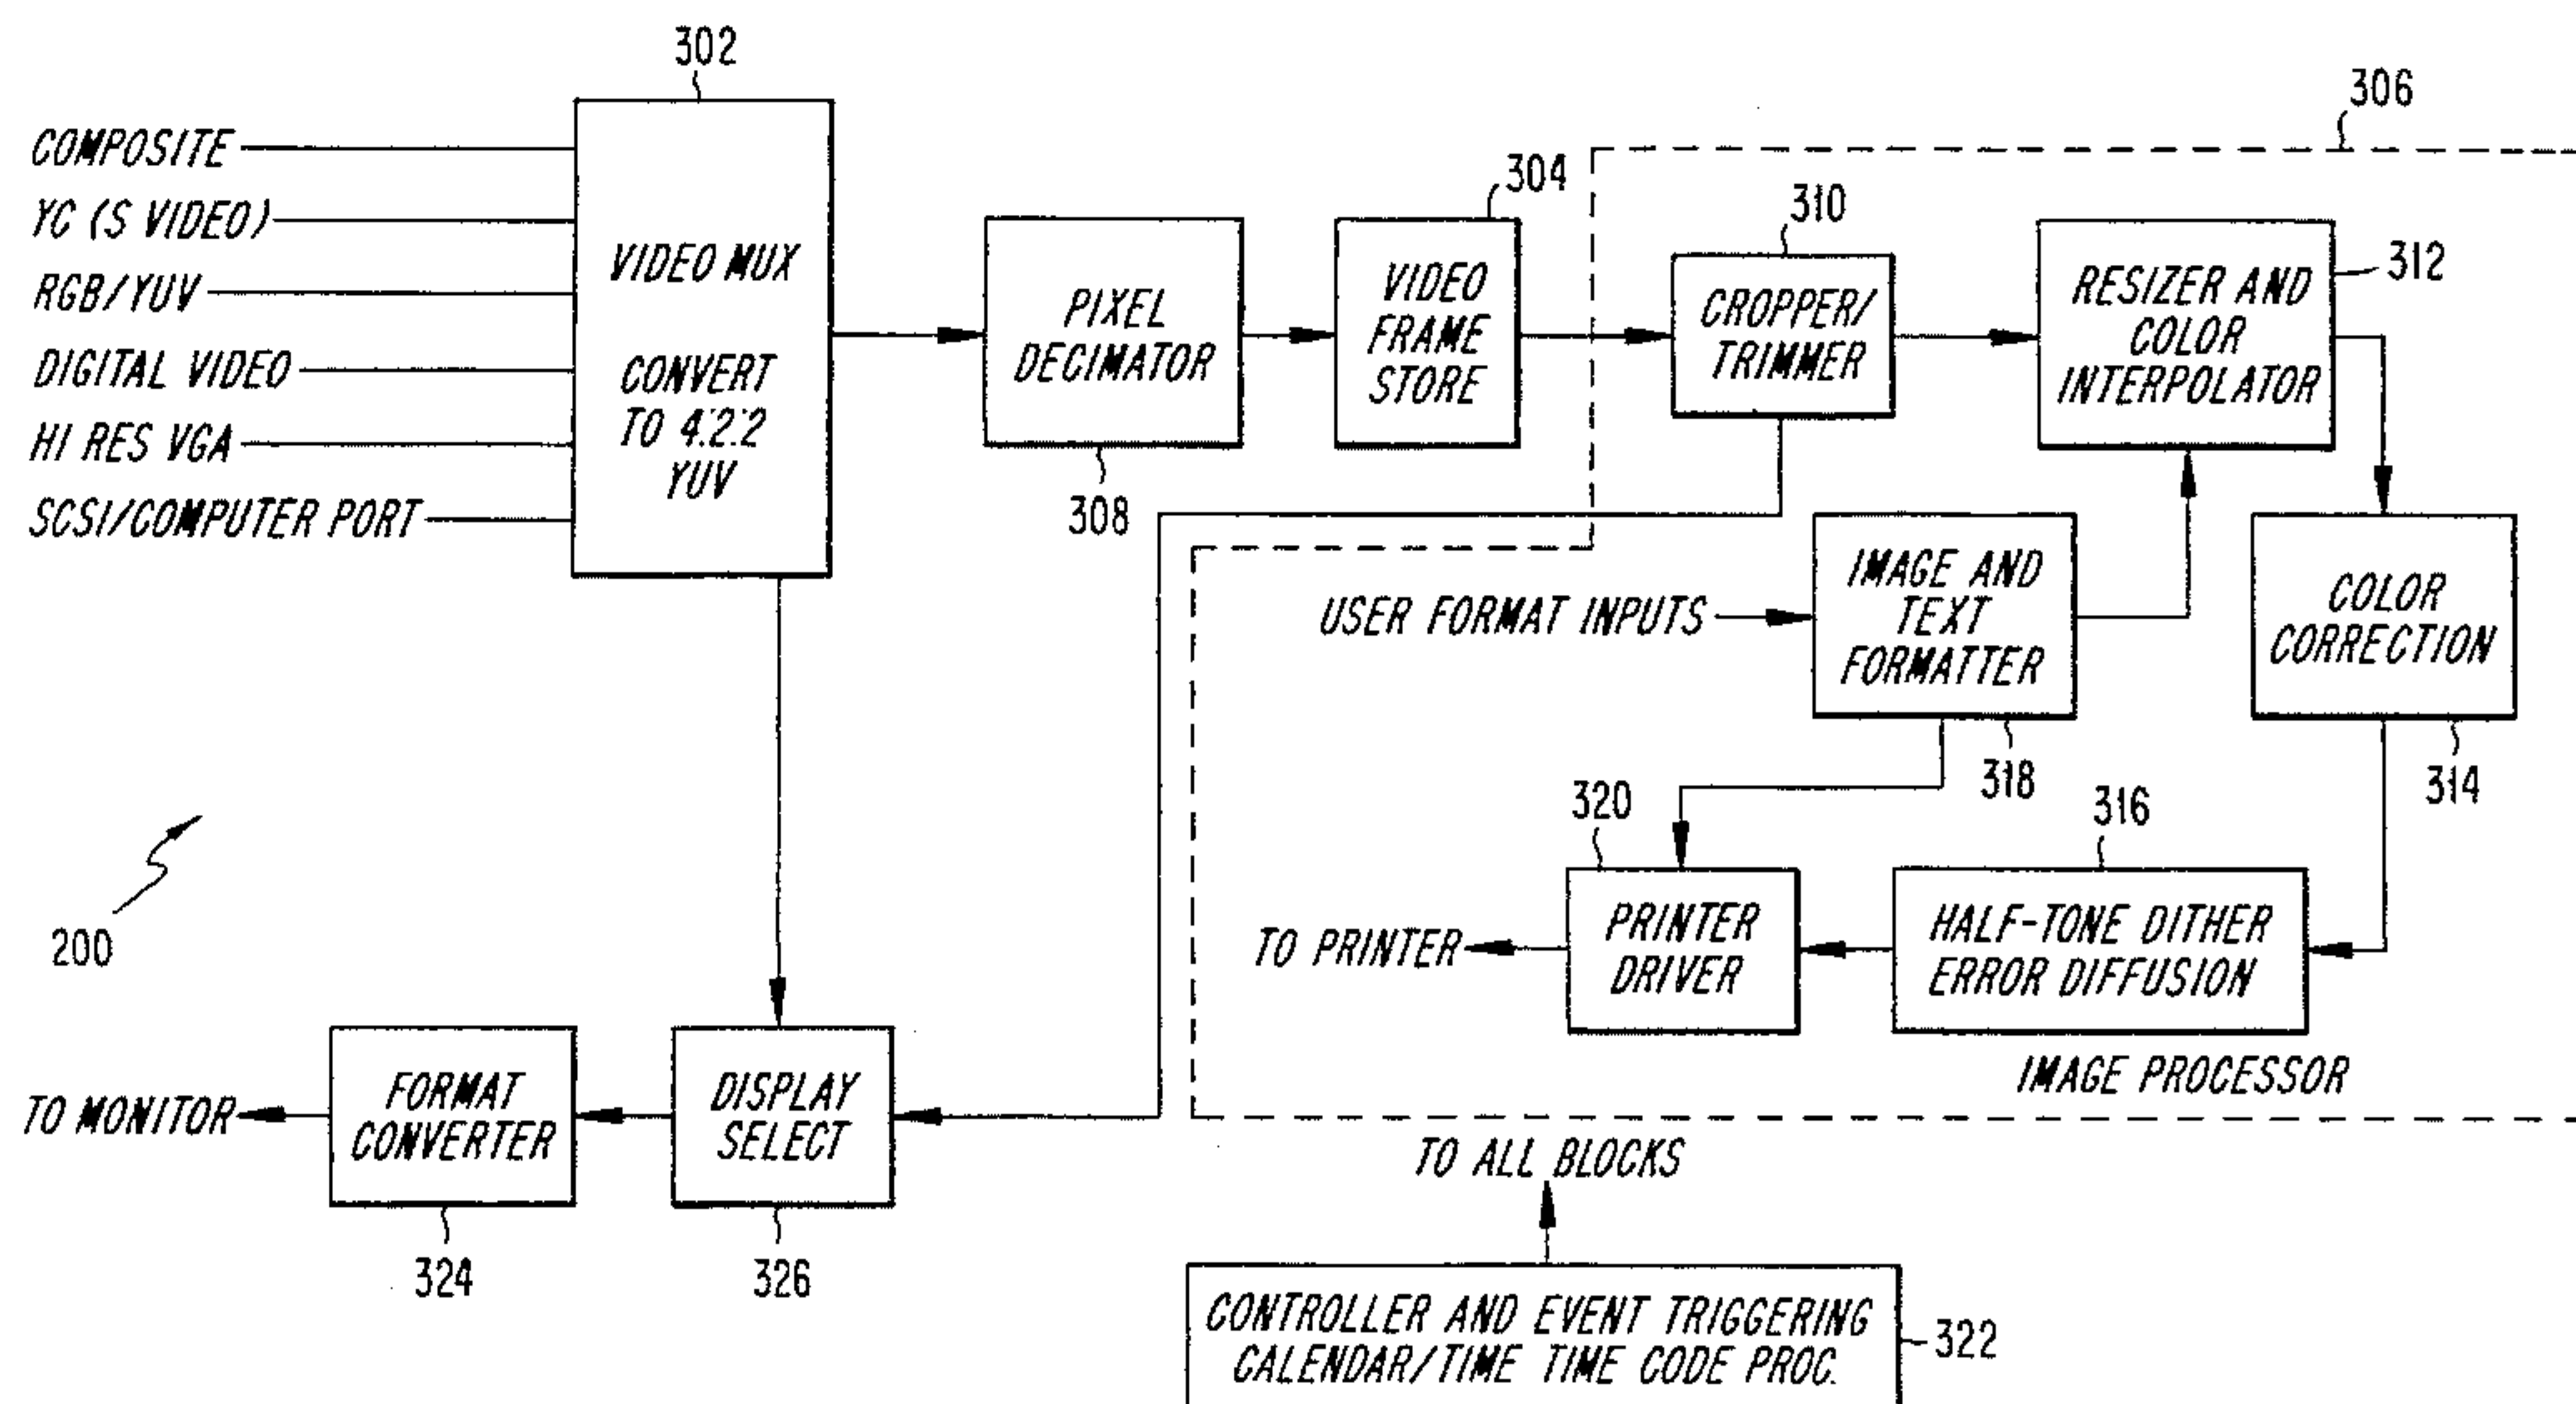 302
COMPOSITE
YC (S VIDEO)
RGB/YUV
DIGITAL VIDEO
HI RES VGA
SCSI/COMPUTER PORT
VIDEO MUX
CONVERT
TO 4:2:2
YUV
PIXEL
DECIMATOR
308
304
VIDEO
FRAME
STORE
306
310
CROPPER/
TRIMMER
RESIZER AND
COLOR
INTERPOLATOR
312
USER FORMAT INPUTS
IMAGE AND
TEXT
FORMATTER
318
COLOR
CORRECTION
314
320
PRINTER
DRIVER
TO PRINTER
316
HALF-TONE DITHER
ERROR DIFFUSION
IMAGE PROCESSOR
200
TO MONITOR
FORMAT
CONVERTER
324
DISPLAY
SELECT
326
TO ALL BLOCKS
CONTROLLER AND EVENT TRIGGERING
CALENDAR/TIME TIME CODE PROC.
322